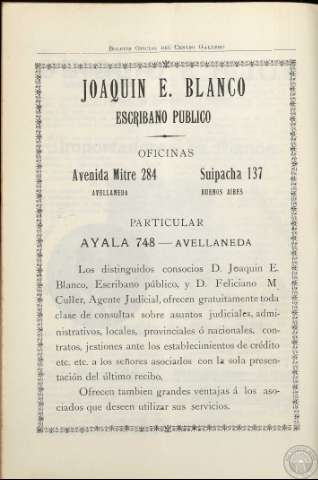 BOLETIN OFICIAL DEL CENTRO GALLEGO
JOAQUIN E. BLANCO
ESCRIBANO PUBLICO
OFICINAS
Avenida Mitre 284
AVELLANEDA
Suipacha 137
BUENOS AIRES
PARTICULAR
AYALA 748—AVELLANEDA
Los distinguidos consocios D. Joaquin E.
Blanco, Escribano público, y D. Feliciano M
Culler, Agente Judicial, ofrecen gratuitamente toda
clase de consultas sobre asuntos judiciales, admi-
nistrativos, locales, provinciales ó nacionales, con-
tratos, jestiones ante los establecimientos de crédito
etc. etc. a los señores asociados con la sola presen-
tación del último recibo.
Ofrecen tambien grandes ventajas á los aso-
ciados que deseen utilizar sus servicios.